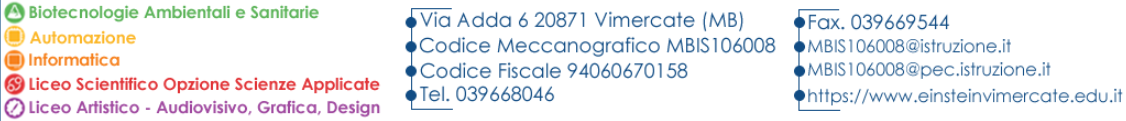 Biotecnologie Ambientali e Sanitarie
Automazione
Informatica
Liceo Scientifico Opzione Scienze Applicate
Liceo Artistico - Audiovisivo, Grafica, Design
Via Adda 6 20871 Vimercate (MB)
Codice Meccanografico MBIS106008
Codice Fiscale 94060670158
Tel. 039668046
Fax. 039669544
MBIS106008@istruzione.it
MBIS106008@pec.istruzione.it
https://www.einsteinvimercate.edu.it